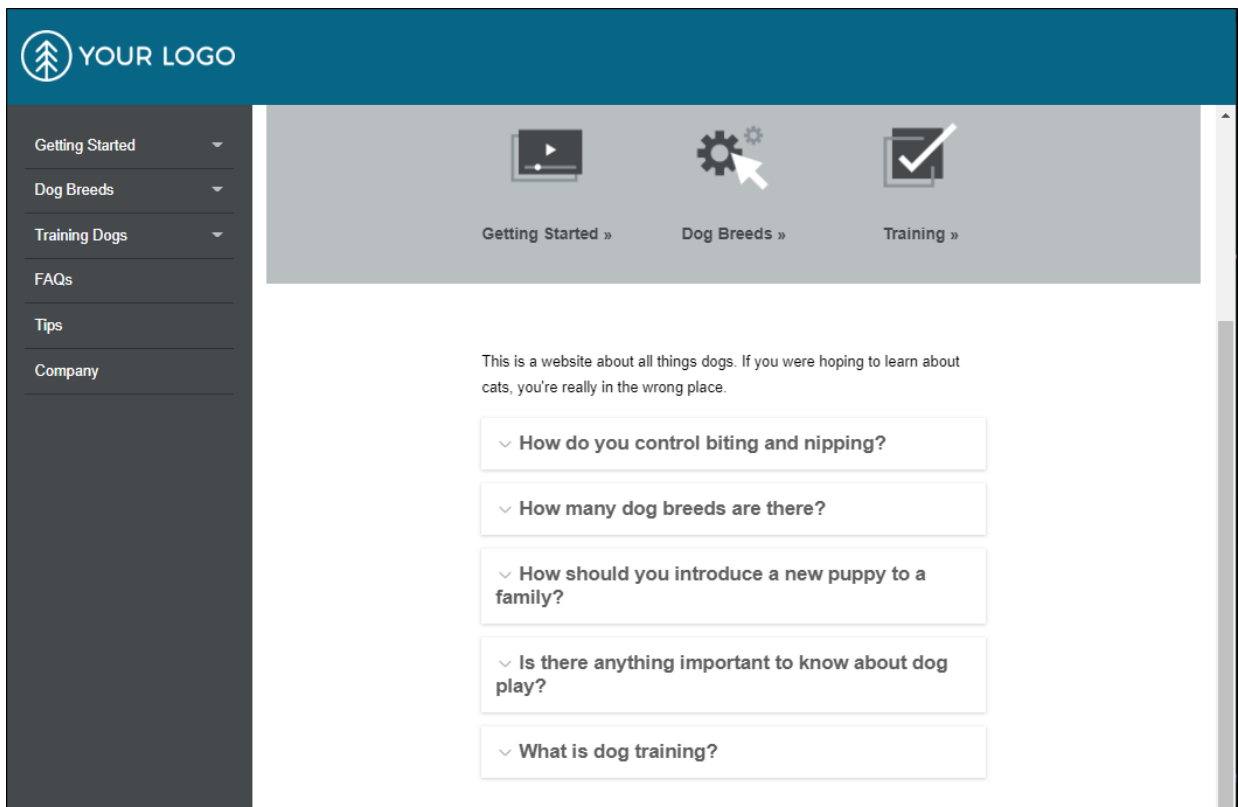 YOUR LOGO
Getting Started
Dog Breeds
Training Dogs
FAQs
Tips
Company
Getting Started »
Dog Breeds »
Training »
This is a website about all things dogs. If you were hoping to learn about
cats, you're really in the wrong place.
How do you control biting and nipping?
How many dog breeds are there?
How should you introduce a new puppy to a
family?
Is there anything important to know about dog
play?
What is dog training?